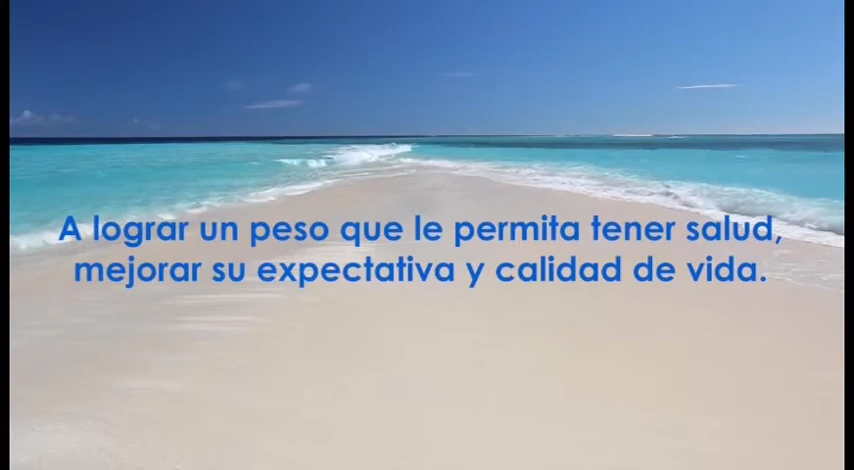 A lograr un peso que le permita tener salud,
mejorar su expectativa y calidad de vida.